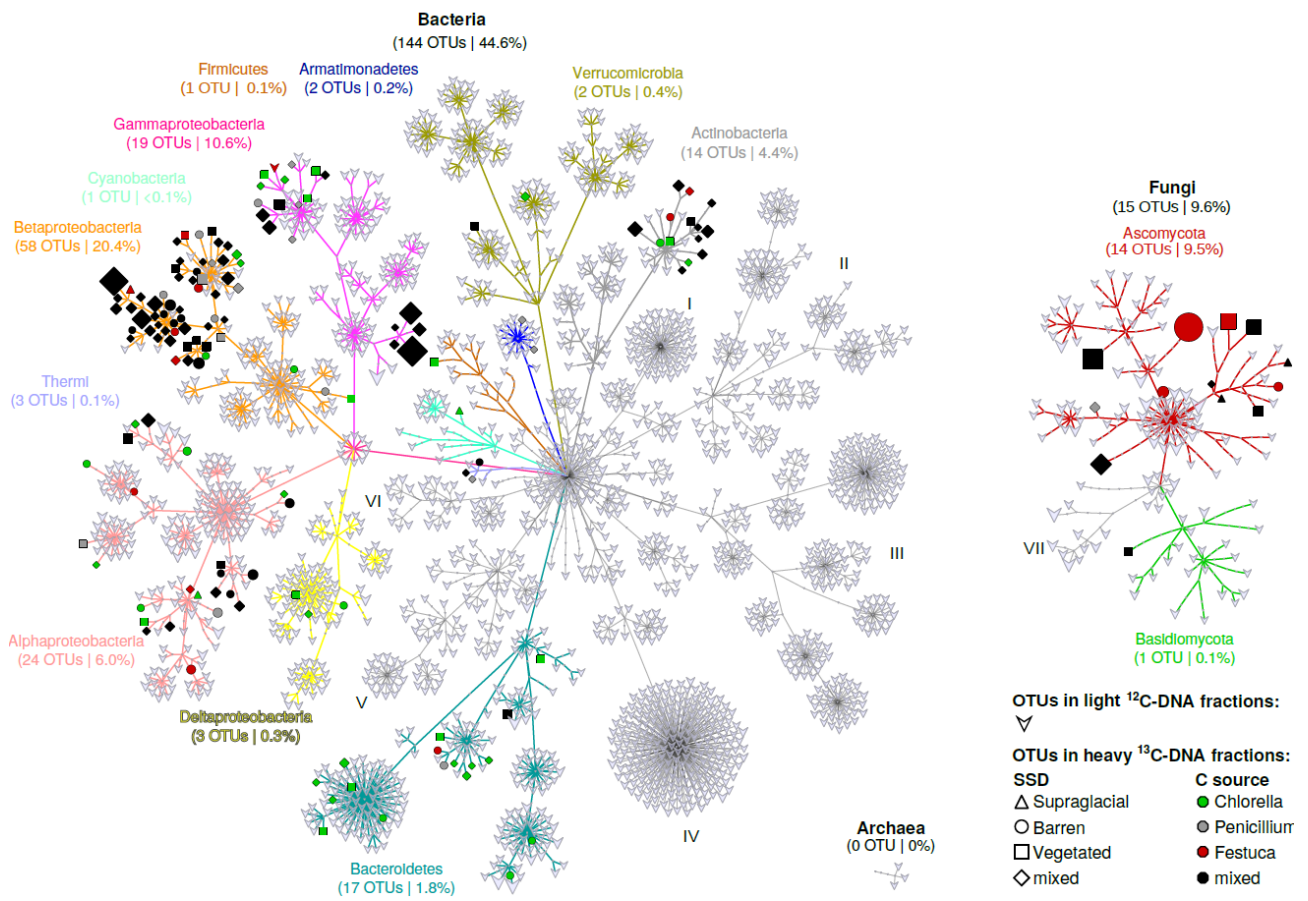 Bacteria
(144 OTUs | 44.6%)
Firmicutes
(1 OTU | 0.1%)
Armatimonadetes
(2 OTUs | 0.2%)
Verrucomicrobia
(2 OTUs | 0.4%)
Gammaproteobacteria
(19 OTUs | 10.6%)
Actinobacteria
(14 OTUs | 4.4%)
Cyanobacteria
(1 OTU | <0.1%)
Betaproteobacteria
(58 OTUs | 20.4%)
Thermi
(3 OTUs | 0.1%)
Alphaproteobacteria
(24 OTUs | 6.0%)
Deltaproteobacteria
(3 OTUs | 0.3%)
Bacteroidetes
(17 OTUs | 1.8%)
I
II
III
IV
V
VI
Archaea
(0 OTU | 0%)
Fungi
(15 OTUs | 9.6%)
Ascomycota
(14 OTUs | 9.5%)
VII
Basidiomycota
(1 OTU | 0.1%)
OTUs in light ¹²C-DNA fractions:
OTUs in heavy ¹³C-DNA fractions:
SSD
Supraglacial
Barren
Vegetated
mixed
C source
Chlorella
Penicillium
Festuca
mixed